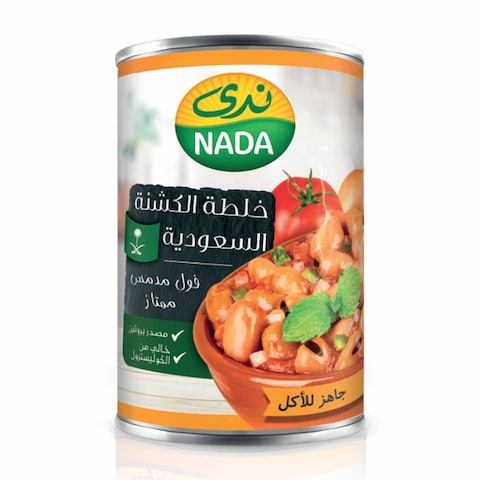 ندى
NADA
خلطة الكشنة
السعودية
فول مدمس
ممتاز
مصدر بروتين
خالي من
الكوليسترول
جاهز للأكل